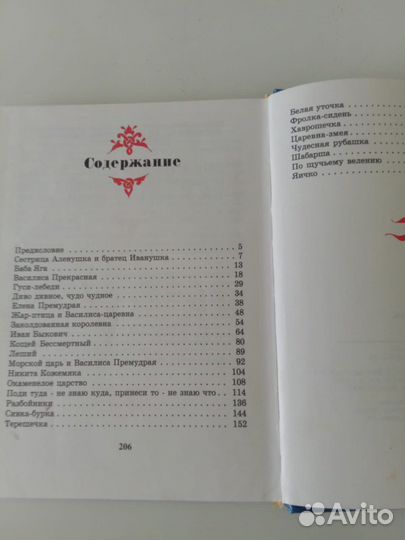 Содержание
Предисловие 5
Сестрица Аленушка и братец Иванушка 7
Баба Яга 13
Василиса Прекрасная 18
Гуси-лебеди 29
Диво дивное, чудо чудное 34
Елена Премудрая 38
Жар-птица и Василиса-царевна 48
Заколдованная королевна 54
Иван Быкович 64
Кощей Бессмертный 80
Леший 89
Морской царь и Василиса Премудрая 92
Никита Кожемяка 104
Окаменелое царство 108
Поди туда - не знаю куда, принеси то - не знаю что 114
Разбойники 136
Сивка-бурка 144
Терешечка 152
206
Белая уточка
Фролка-сидень
Хаврошечка
Царевна-змея
Чудесная рубашка
Шабарша
По щучьему велению
Яичко
Avito